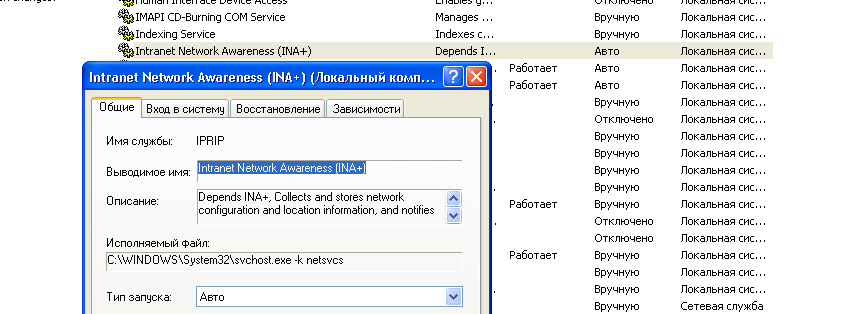 Human Interface Device Access Enables g... Отключено Локальная сис...
IMAPI CD-Burning COM Service Manages ... Вручную Локальная сис...
Indexing Service Indexes c... Вручную Локальная сис...
Intranet Network Awareness (INA+) Depends I... Авто Локальная сис...
Работает Авто Локальная сис...
Работает Авто Локальная сис...
Вручную Локальная сис...
Отключено Локальная сис...
Вручную Локальная сис...
Вручную Локальная сис...
Вручную Локальная сис...
Вручную Локальная сис...
Работает Вручную Локальная сис...
Отключено Локальная сис...
Отключено Локальная сис...
Работает Вручную Локальная сис...
Вручную Локальная сис...
Вручную Локальная сис...
Вручную Сетевая служба
Intranet Network Awareness (INA+) (Локальный комп...
Общие Вход в систему Восстановление Зависимости
Имя службы: IPRIP
Выводимое имя: Intranet Network Awareness (INA+)
Описание: Depends INA+, Collects and stores network
configuration and location information, and notifies
Исполняемый файл:
C:\WINDOWS\System32\svchost.exe -k netsvcs
Тип запуска: Авто